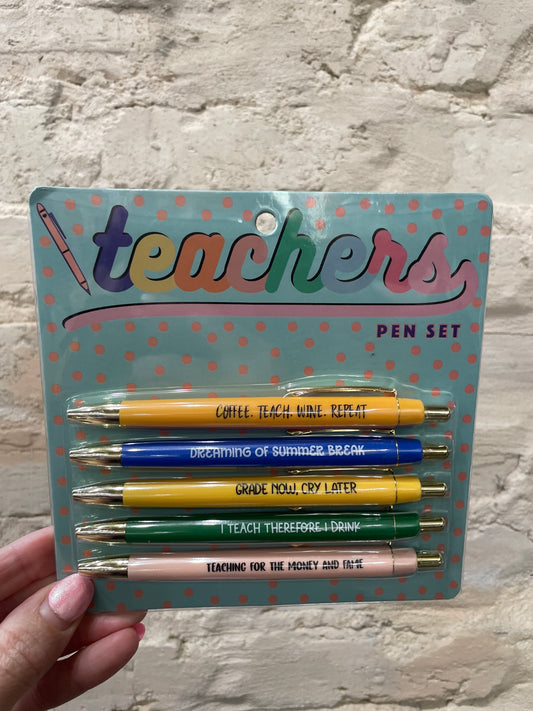 teachers
PEN SET
COFFEE. TEACH. WINE. REPEAT
DREAMING OF SUMMER BREAK
GRADE NOW, CRY LATER
I TEACH THEREFORE I DRINK
TEACHING FOR THE MONEY AND FAME